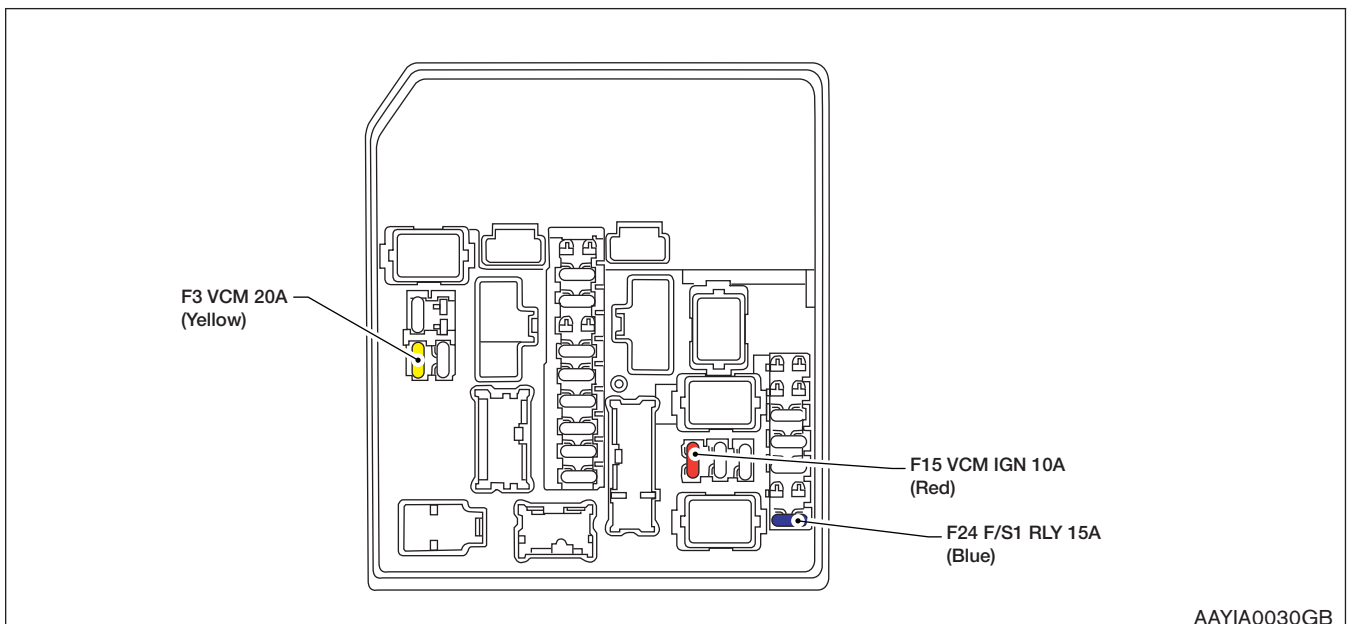 F3 VCM 20A
(Yellow)
F15 VCM IGN 10A
(Red)
F24 F/S1 RLY 15A
(Blue)
AAYIA0030GB